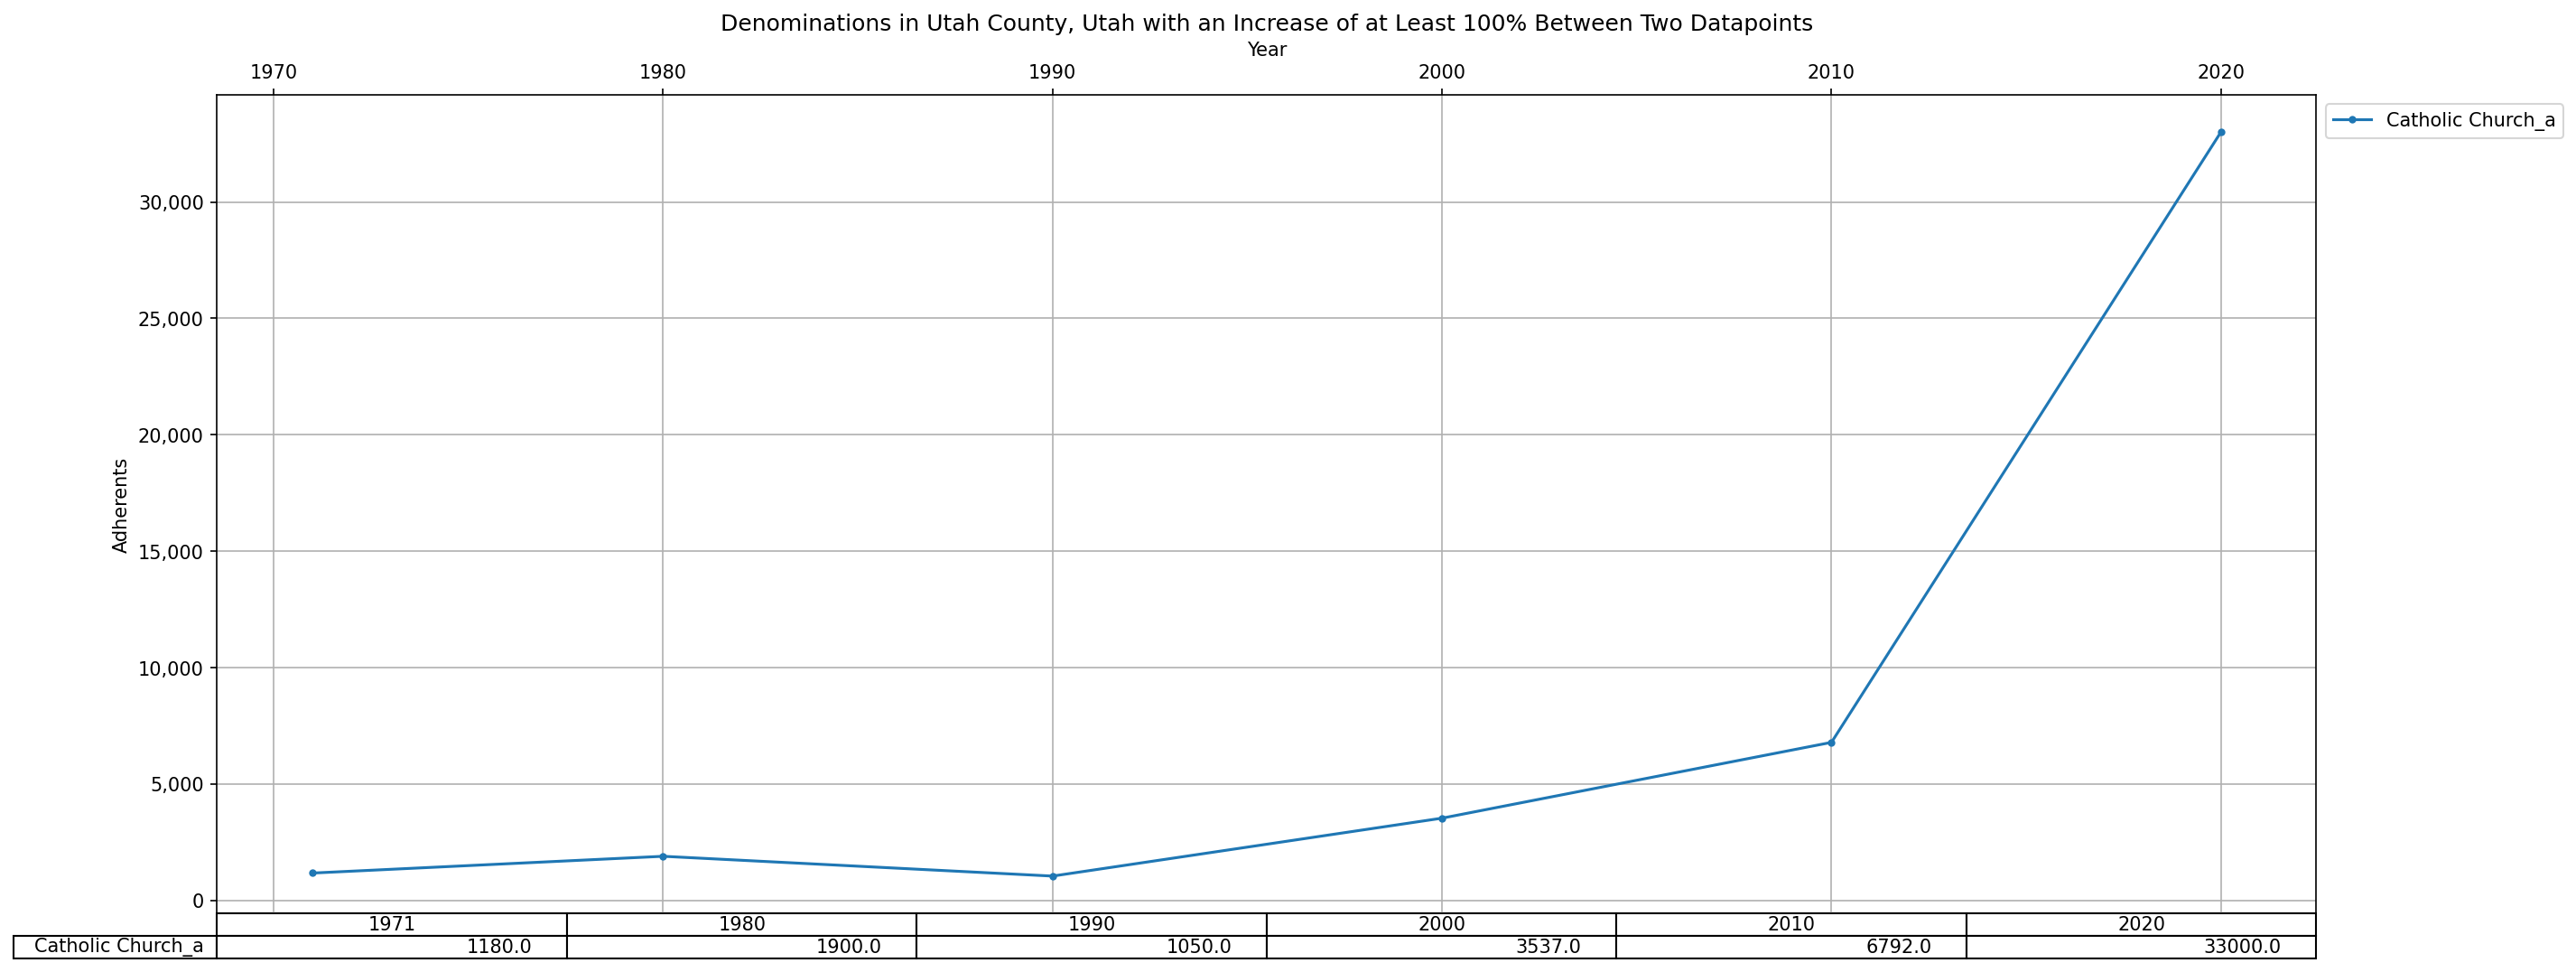 Denominations in Utah County, Utah with an Increase of at Least 100% Between Two Datapoints
Year
1970 1980 1990 2000 2010 2020
Catholic Church_a
30,000
25,000
20,000
15,000
10,000
5,000
0
Adherents
1971 1980 1990 2000 2010 2020
Catholic Church_a 1180.0 1900.0 1050.0 3537.0 6792.0 33000.0